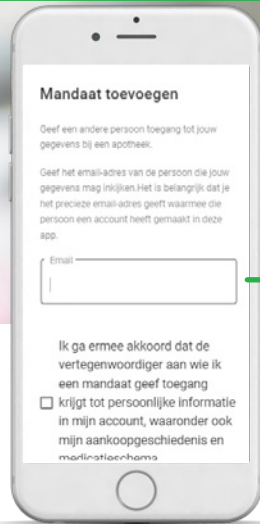 Mandaat toevoegen
Geef een andere persoon toegang tot jouw
gegevens bij een apotheek.
Geef het email-adres van de persoon die jouw
gegevens mag inkijken.Het is belangrijk dat je
het precieze email-adres geeft waarmee die
persoon een account heeft gemaakt in deze
app.
Email
Ik ga ermee akkoord dat de
vertegenwoordiger aan wie ik
een mandaat geef toegang
krijgt tot persoonlijke informatie
in mijn account, waaronder ook
mijn aankoopgeschiedenis en
medicatieschema